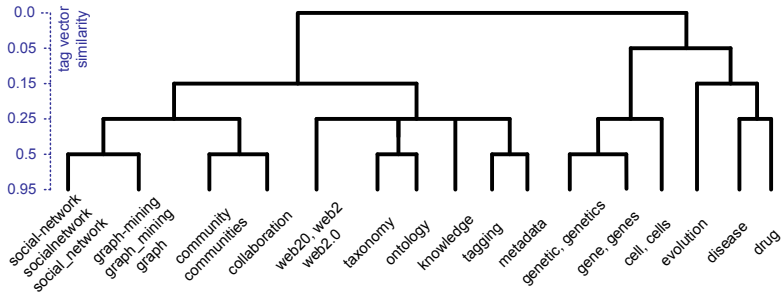 0.0
0.05
0.15
0.25
0.5
0.95
tag vector
similarity
social-network
socialnetwork
social_network
graph-mining
graph_mining
graph
community
communities
collaboration
web20, web2
web2.0
taxonomy
ontology
knowledge
tagging
metadata
genetic, genetics
gene, genes
cell, cells
evolution
disease
drug